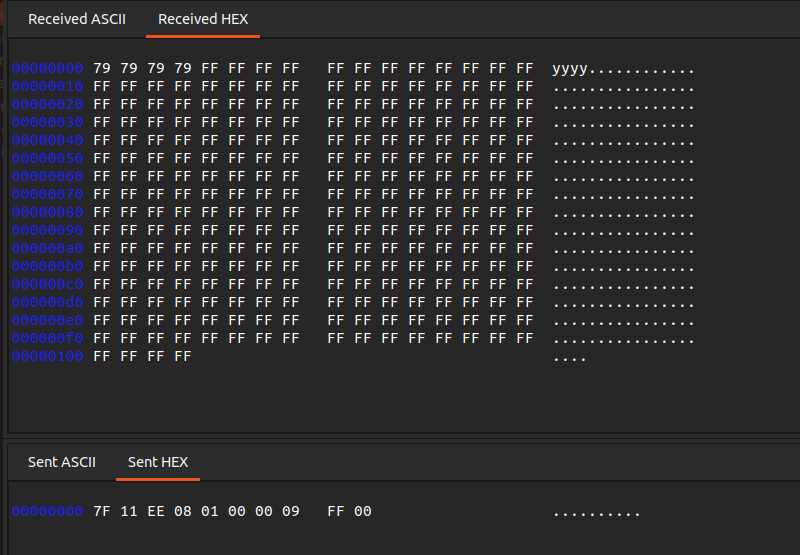 Received ASCII Received HEX
00000000 79 79 79 79 FF FF FF FF FF FF FF FF FF FF FF FF yyyy............
00000010 FF FF FF FF FF FF FF FF FF FF FF FF FF FF FF FF ................
00000020 FF FF FF FF FF FF FF FF FF FF FF FF FF FF FF FF ................
00000030 FF FF FF FF FF FF FF FF FF FF FF FF FF FF FF FF ................
00000040 FF FF FF FF FF FF FF FF FF FF FF FF FF FF FF FF ................
00000050 FF FF FF FF FF FF FF FF FF FF FF FF FF FF FF FF ................
00000060 FF FF FF FF FF FF FF FF FF FF FF FF FF FF FF FF ................
00000070 FF FF FF FF FF FF FF FF FF FF FF FF FF FF FF FF ................
00000080 FF FF FF FF FF FF FF FF FF FF FF FF FF FF FF FF ................
00000090 FF FF FF FF FF FF FF FF FF FF FF FF FF FF FF FF ................
000000a0 FF FF FF FF FF FF FF FF FF FF FF FF FF FF FF FF ................
000000b0 FF FF FF FF FF FF FF FF FF FF FF FF FF FF FF FF ................
000000c0 FF FF FF FF FF FF FF FF FF FF FF FF FF FF FF FF ................
000000d0 FF FF FF FF FF FF FF FF FF FF FF FF FF FF FF FF ................
000000e0 FF FF FF FF FF FF FF FF FF FF FF FF FF FF FF FF ................
000000f0 FF FF FF FF FF FF FF FF FF FF FF FF FF FF FF FF ................
00000100 FF FF FF FF ....
Sent ASCII Sent HEX
00000000 7F 11 EE 08 01 00 00 09 FF 00 ..........